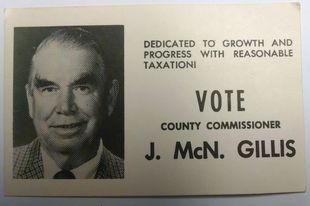 DEDICATED TO GROWTH AND
PROGRESS WITH REASONABLE
TAXATION!
VOTE
COUNTY COMMISSIONER
J. McN. GILLIS